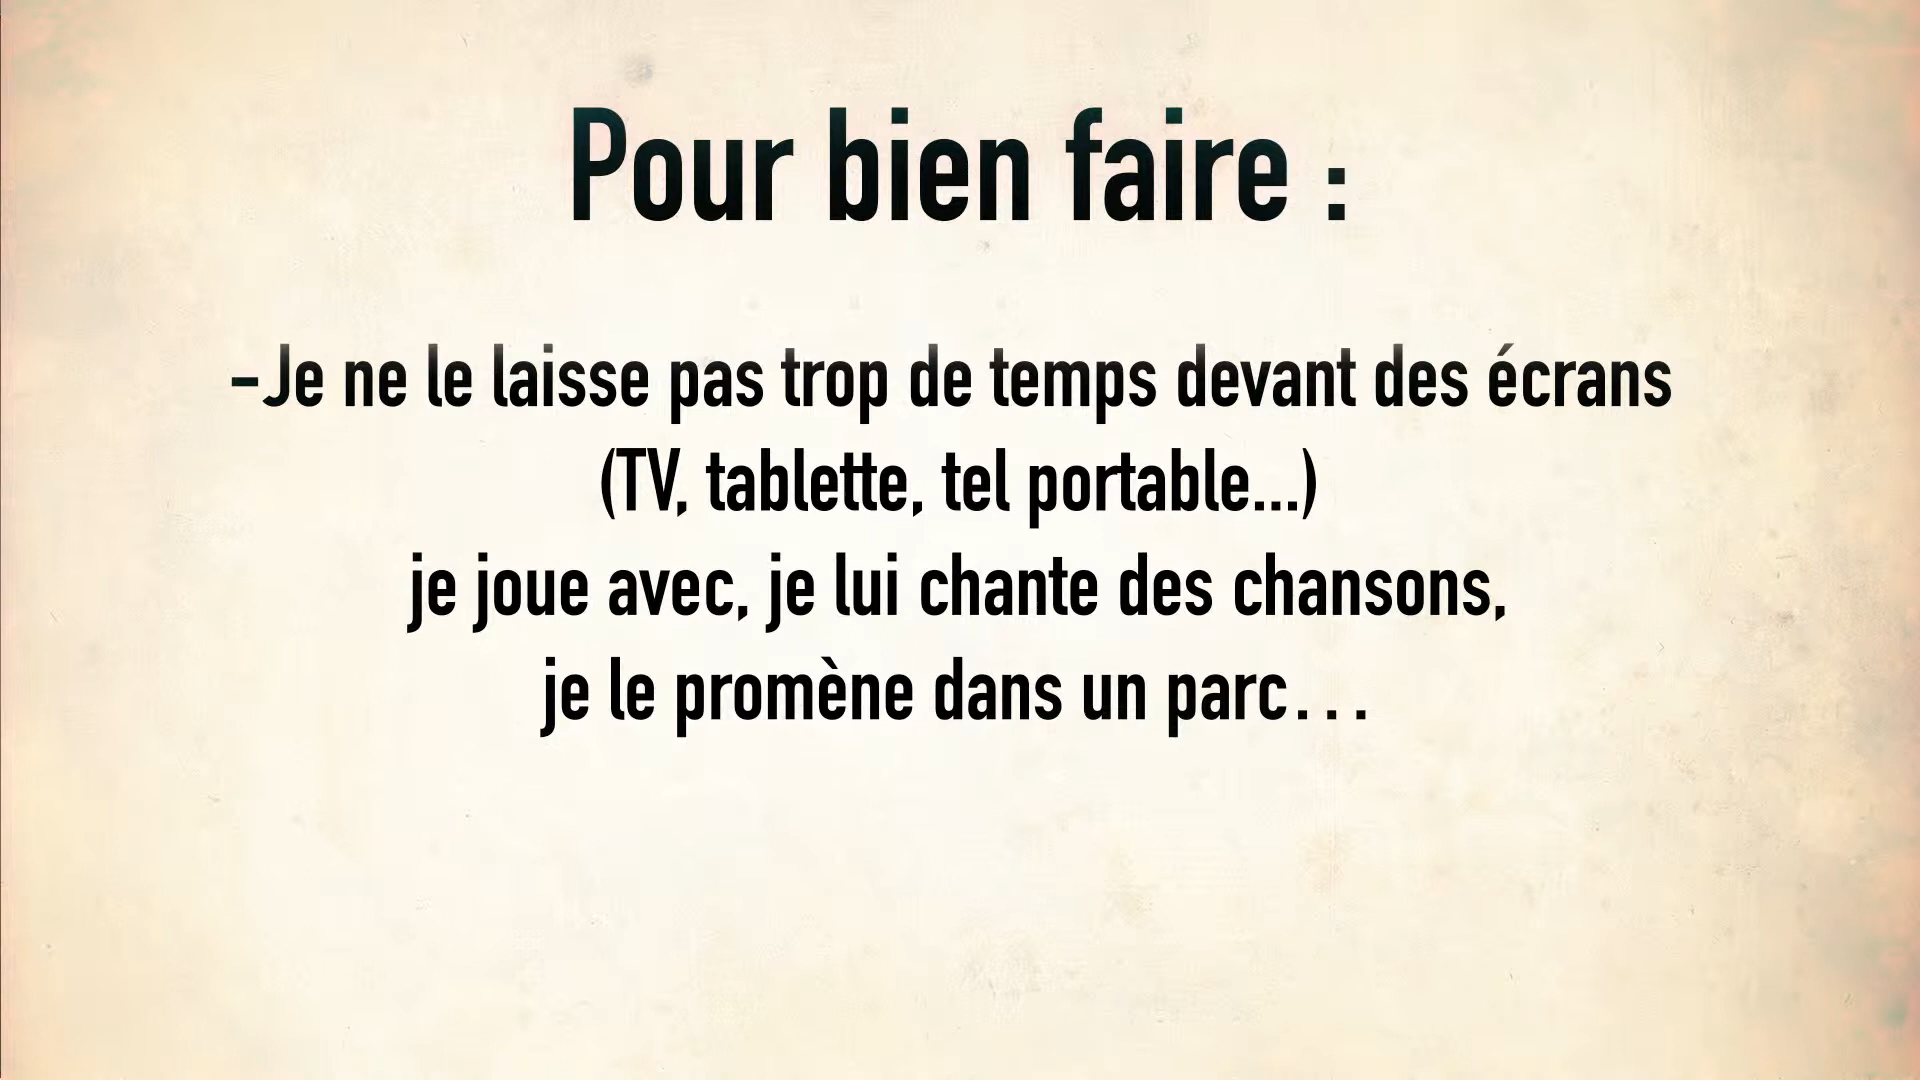 Pour bien faire :
-Je ne le laisse pas trop de temps devant des écrans
(TV, tablette, tel portable...)
je joue avec, je lui chante des chansons,
je le promène dans un parc...